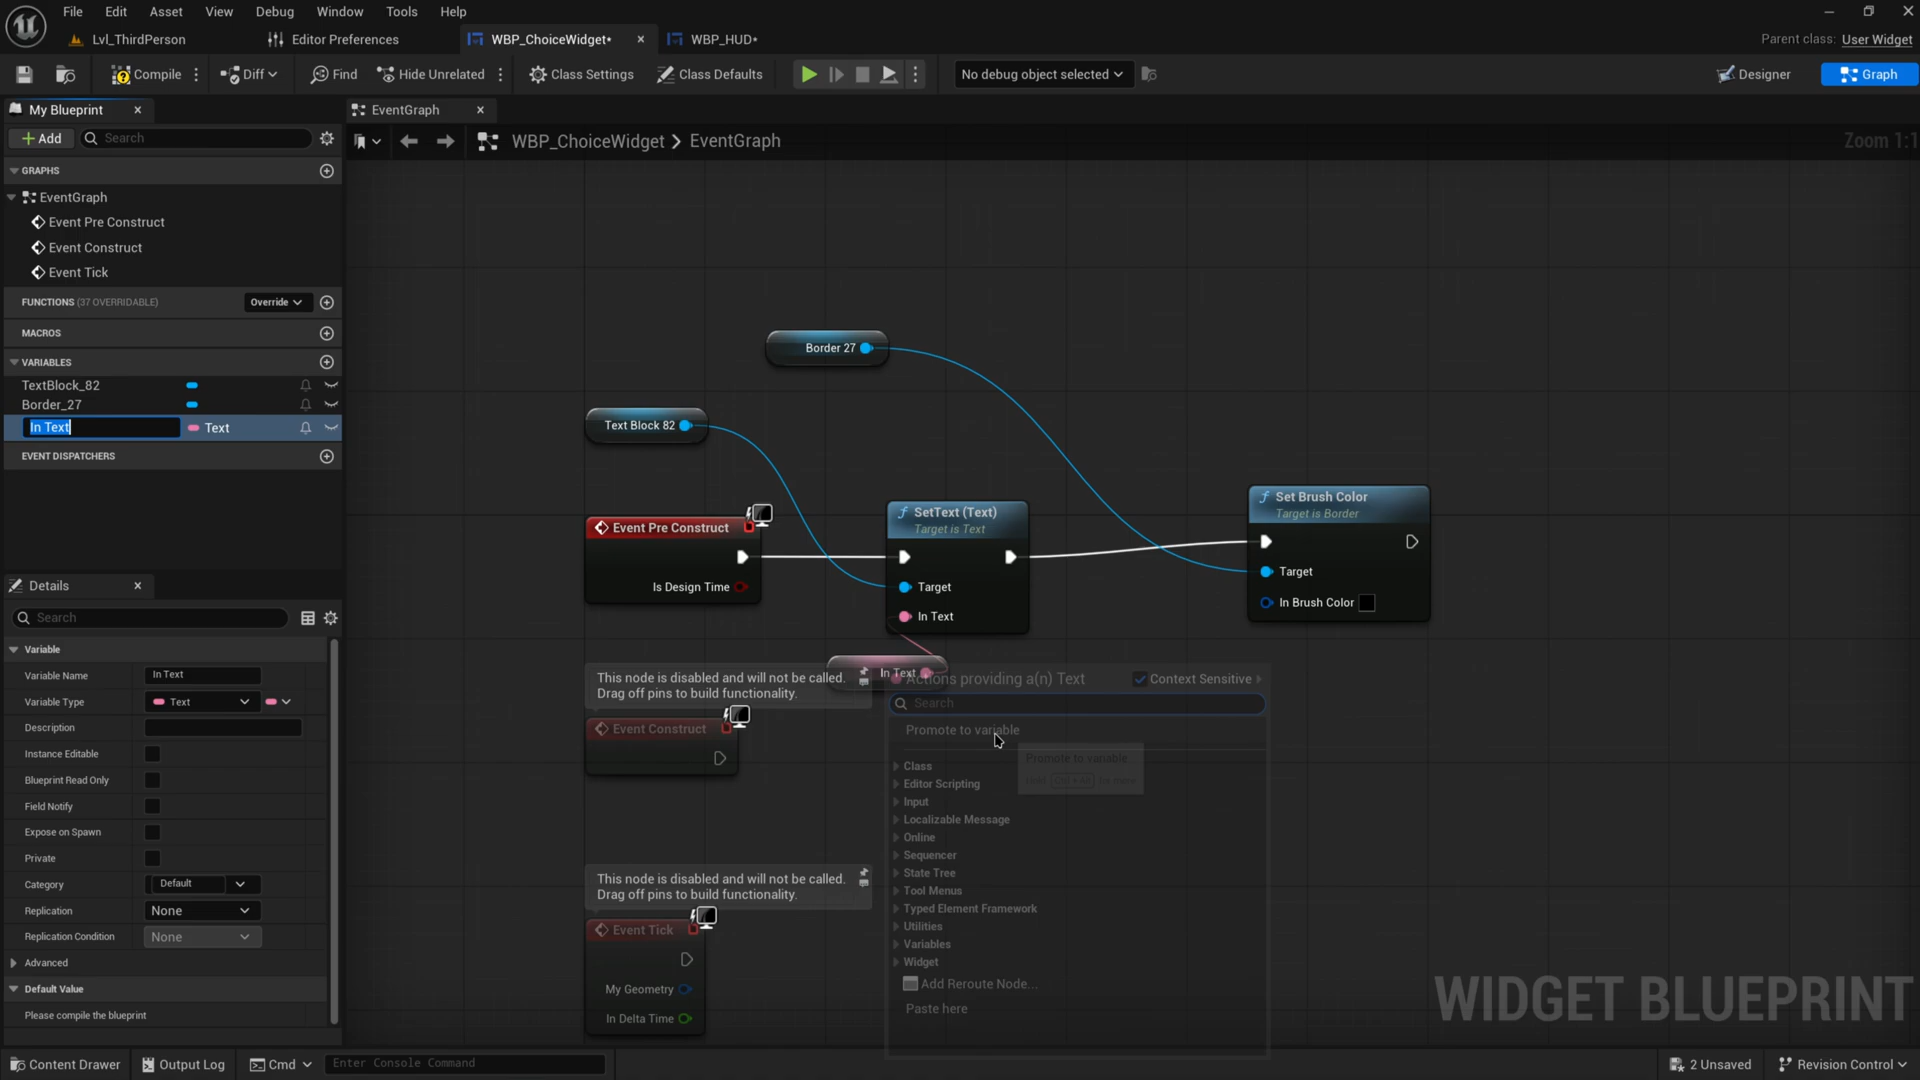 File Edit Asset View Debug Window Tools Help
Lvl_ThirdPerson Editor Preferences WBP_ChoiceWidget* WBP_HUD* Parent class: User Widget
Compile Diff Find Hide Unrelated Class Settings Class Defaults No debug object selected Designer Graph
My Blueprint EventGraph
Add Search WBP_ChoiceWidget > EventGraph Zoom 1:1
GRAPHS
EventGraph
Event Pre Construct
Event Construct
Event Tick
FUNCTIONS (37 OVERRIDABLE) Override
MACROS
VARIABLES
TextBlock_82
Border_27
In Text Text
EVENT DISPATCHERS
Border 27
Text Block 82
Event Pre Construct
Is Design Time
SetText (Text)
Target is Text
Target
In Text
Set Brush Color
Target is Border
Target
In Brush Color
In Text
This node is disabled and will not be called.
Drag off pins to build functionality.
Event Construct
This node is disabled and will not be called.
Drag off pins to build functionality.
Event Tick
My Geometry
In Delta Time
Actions providing a(n) Text Context Sensitive
Search
Promote to variable
Promote to variable
Class
Editor Scripting
Input
Localizable Message
Online
Sequencer
State Tree
Tool Menus
Typed Element Framework
Utilities
Variables
Widget
Add Reroute Node...
Paste here
Details
Search
Variable
Variable Name In Text
Variable Type Text
Description
Instance Editable
Blueprint Read Only
Field Notify
Expose on Spawn
Private
Category Default
Replication None
Replication Condition None
Advanced
Default Value
Please compile the blueprint
WIDGET BLUEPRINT
Content Drawer Output Log Cmd Enter Console Command 2 Unsaved Revision Control